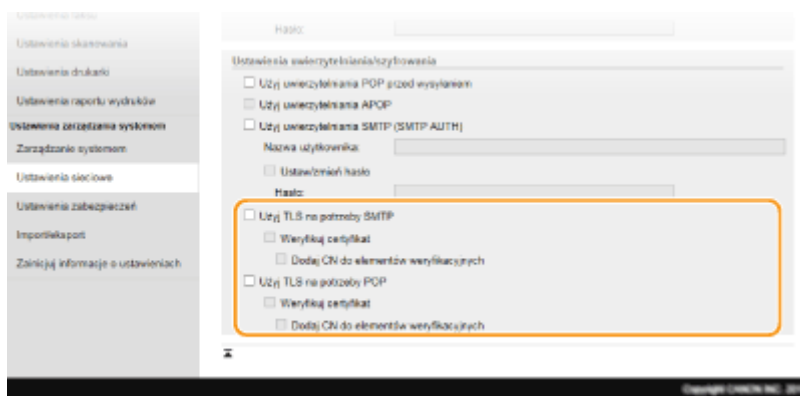 Ustawienia faksu
Hasło:
Ustawienia skanowania
Ustawienia drukarki
Ustawienia raportu wydruków
Ustawienia zarządzania systemem
Zarządzanie systemem
Ustawienia sieciowe
Ustawienia zabezpieczeń
Import/eksport
Zainicjuj informacje o ustawieniach
Ustawienia uwierzytelniania/szyfrowania
Użyj uwierzytelniania POP przed wysyłaniem
Użyj uwierzytelniania APOP
Użyj uwierzytelniania SMTP (SMTP AUTH)
Nazwa użytkownika:
Ustaw/zmień hasło
Hasło:
Użyj TLS na potrzeby SMTP
Weryfikuj certyfikat
Dodaj CN do elementów weryfikacyjnych
Użyj TLS na potrzeby POP
Weryfikuj certyfikat
Dodaj CN do elementów weryfikacyjnych
Copyright CANON INC.